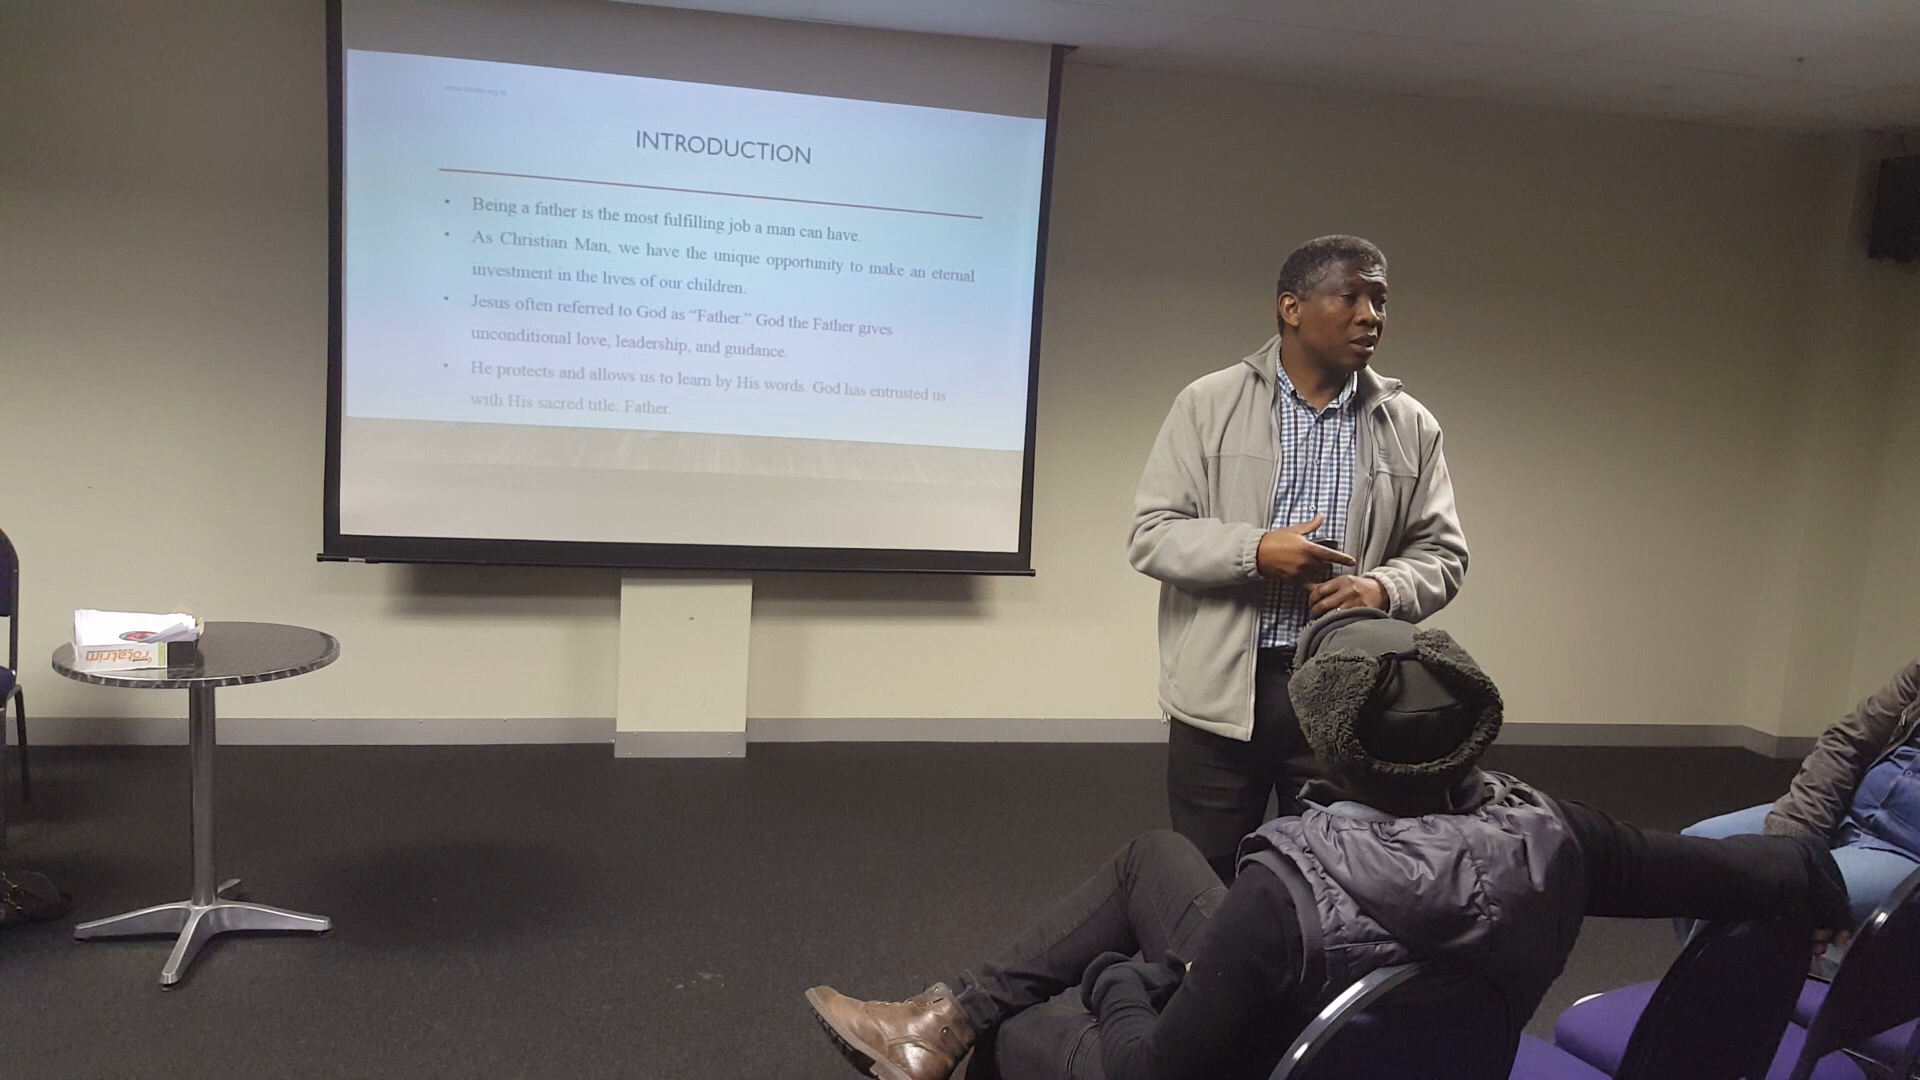 INTRODUCTION
• Being a father is the most fulfilling job a man can have.
• As Christian Man, we have the unique opportunity to make an eternal
investment in the lives of our children.
• Jesus often referred to God as “Father.” God the Father gives
unconditional love, leadership, and guidance.
• He protects and allows us to learn by His words. God has entrusted us
with His sacred title: Father.
rotatrim